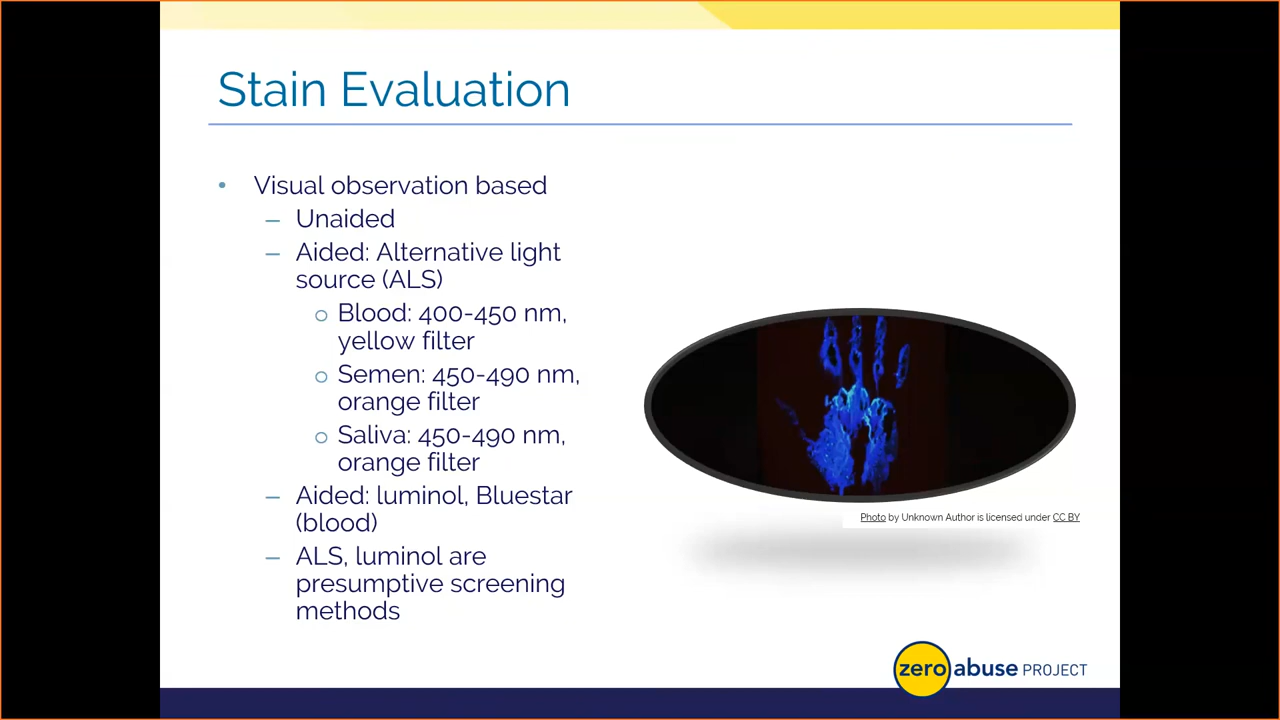 Stain Evaluation
• Visual observation based
– Unaided
– Aided: Alternative light
source (ALS)
o Blood: 400-450 nm,
yellow filter
o Semen: 450-490 nm,
orange filter
o Saliva: 450-490 nm,
orange filter
– Aided: luminol, Bluestar
(blood)
– ALS, luminol are
presumptive screening
methods
Photo by Unknown Author is licensed under CC BY
zero abuse PROJECT